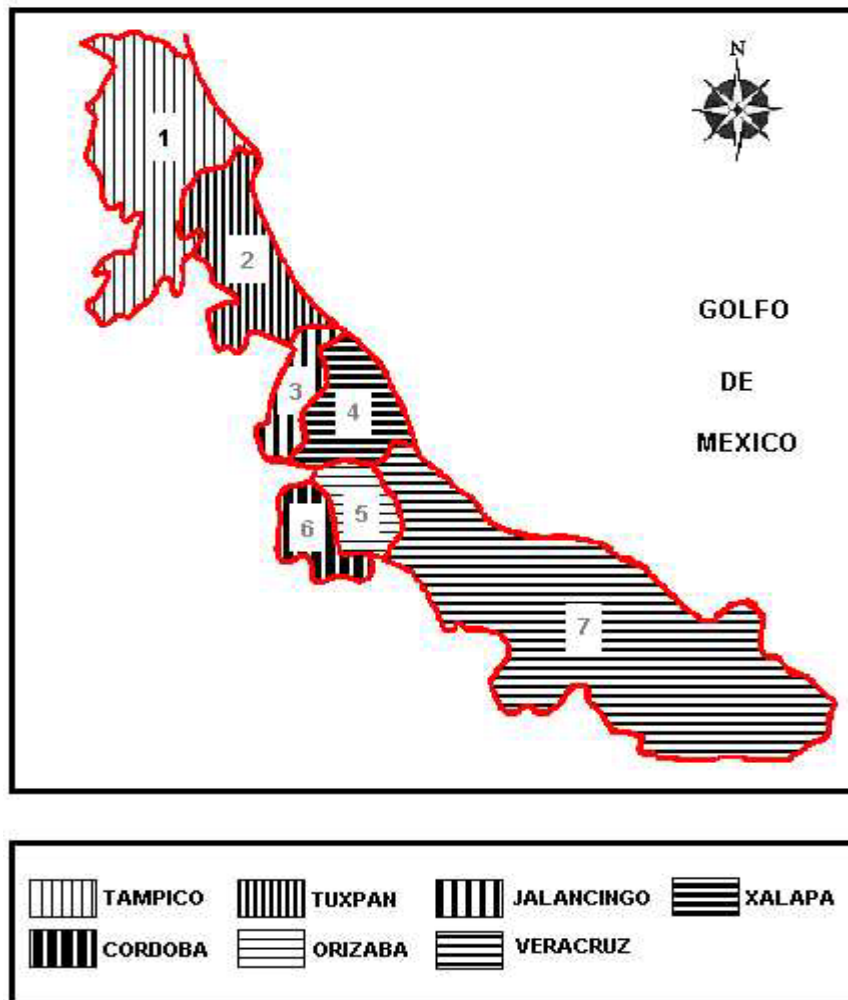 N
1
2
GOLFO
DE
MEXICO
3
4
5
6
7
TAMPICO TUXPAN JALANCINGO XALAPA
CORDOBA ORIZABA VERACRUZ